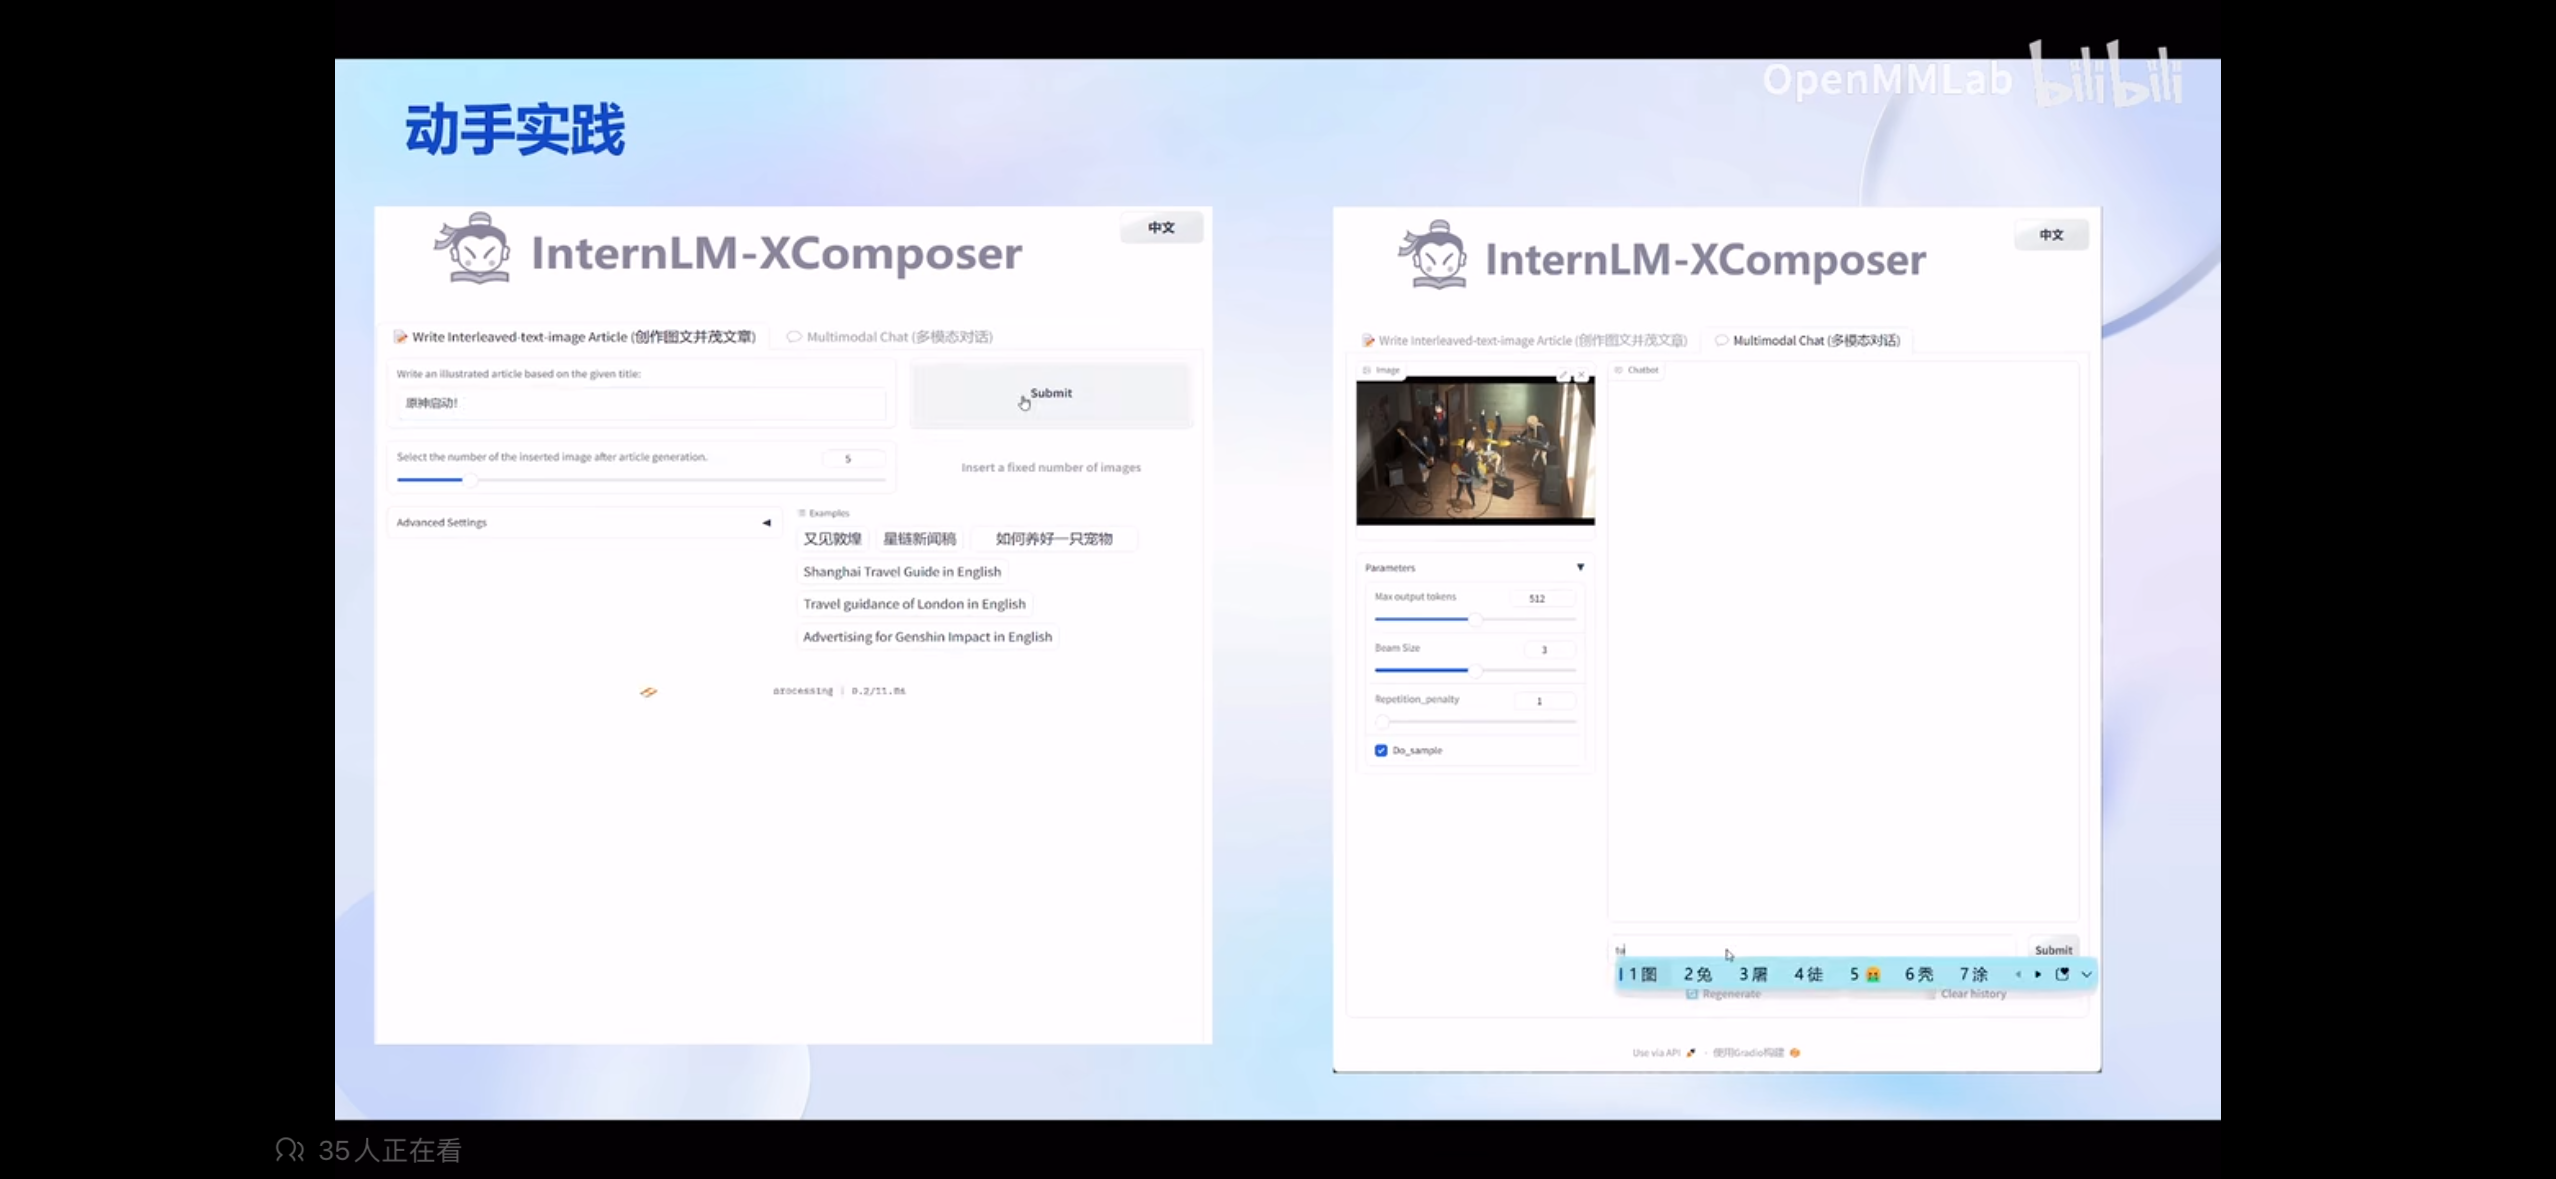 OpenMMLab bilibili
动手实践
InternLM-XComposer
中文
Write Interleaved-text-image Article (创作图文并茂文章)
Multimodal Chat (多模态对话)
Write an illustrated article based on the given title:
原神启动!
Submit
Select the number of the inserted image after article generation.
5
Insert a fixed number of images
Advanced Settings
Examples
又见敦煌 星链新闻稿 如何养好一只宠物
Shanghai Travel Guide in English
Travel guidance of London in English
Advertising for Genshin Impact in English
processing | 0.2/11.8s
InternLM-XComposer
中文
Write Interleaved-text-image Article (创作图文并茂文章)
Multimodal Chat (多模态对话)
Image
Chatbot
Parameters
Max output tokens
512
Beam Size
3
Repetition_penalty
1
Do_sample
tu
Submit
1图 2兔 3屠 4徒 5 6秃 7涂
Regenerate
Clear history
Use via API · 使用Gradio构建
35人正在看